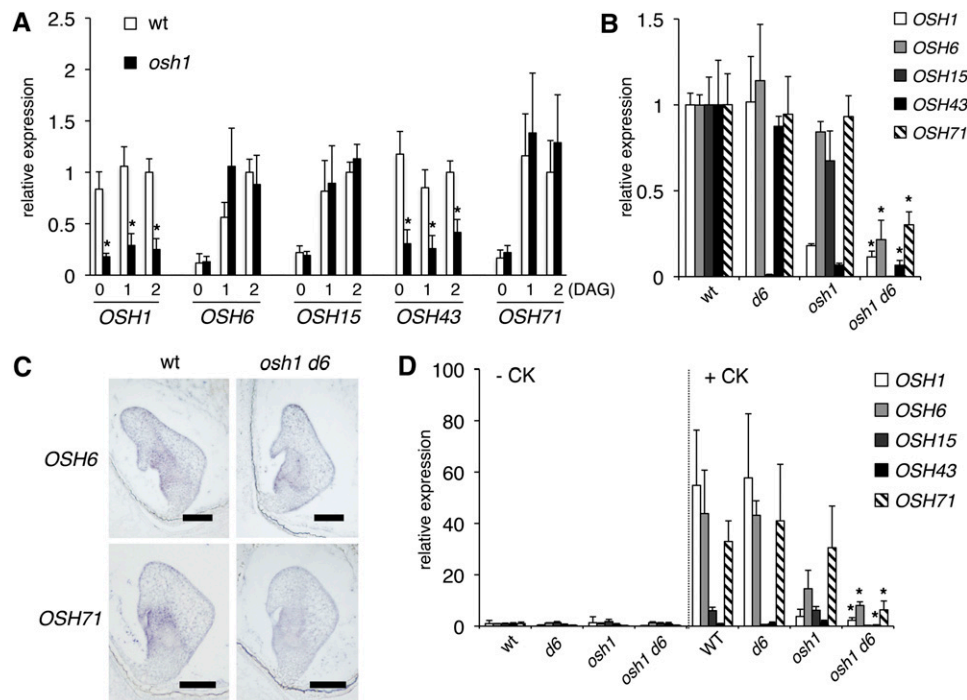 A
wt
osh1
relative expression
2.5
2
1.5
1
0.5
0
* * * * * *
0 1 2 0 1 2 0 1 2 0 1 2 0 1 2 (DAG)
OSH1 OSH6 OSH15 OSH43 OSH71
B
OSH1
OSH6
OSH15
OSH43
OSH71
relative expression
1.5
1
0.5
0
* * * *
wt d6 osh1 osh1 d6
C
wt osh1 d6
OSH6
OSH71
D
- CK + CK
OSH1
OSH6
OSH15
OSH43
OSH71
relative expression
100
80
60
40
20
0
* * * *
wt d6 osh1 osh1 d6 WT d6 osh1 osh1 d6